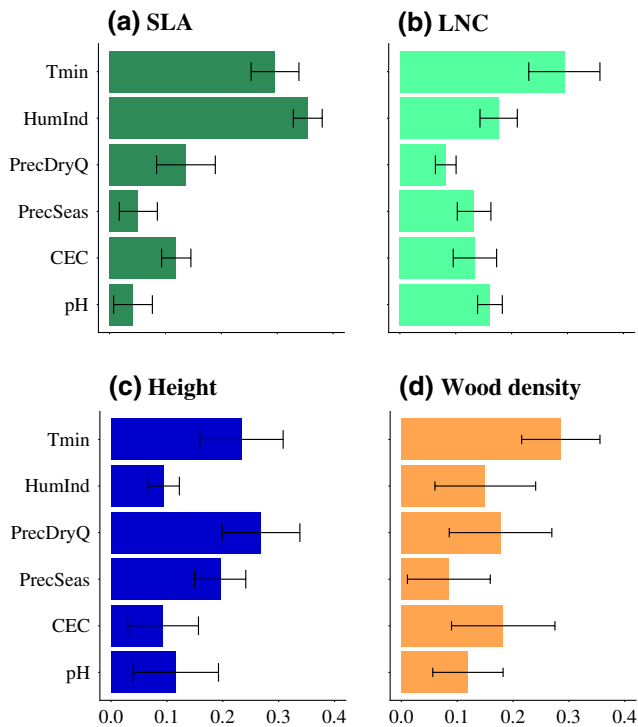 (a) SLA
(b) LNC
Tmin
HumInd
PrecDryQ
PrecSeas
CEC
pH
(c) Height
(d) Wood density
Tmin
HumInd
PrecDryQ
PrecSeas
CEC
pH
0.0 0.1 0.2 0.3 0.4
0.0 0.1 0.2 0.3 0.4